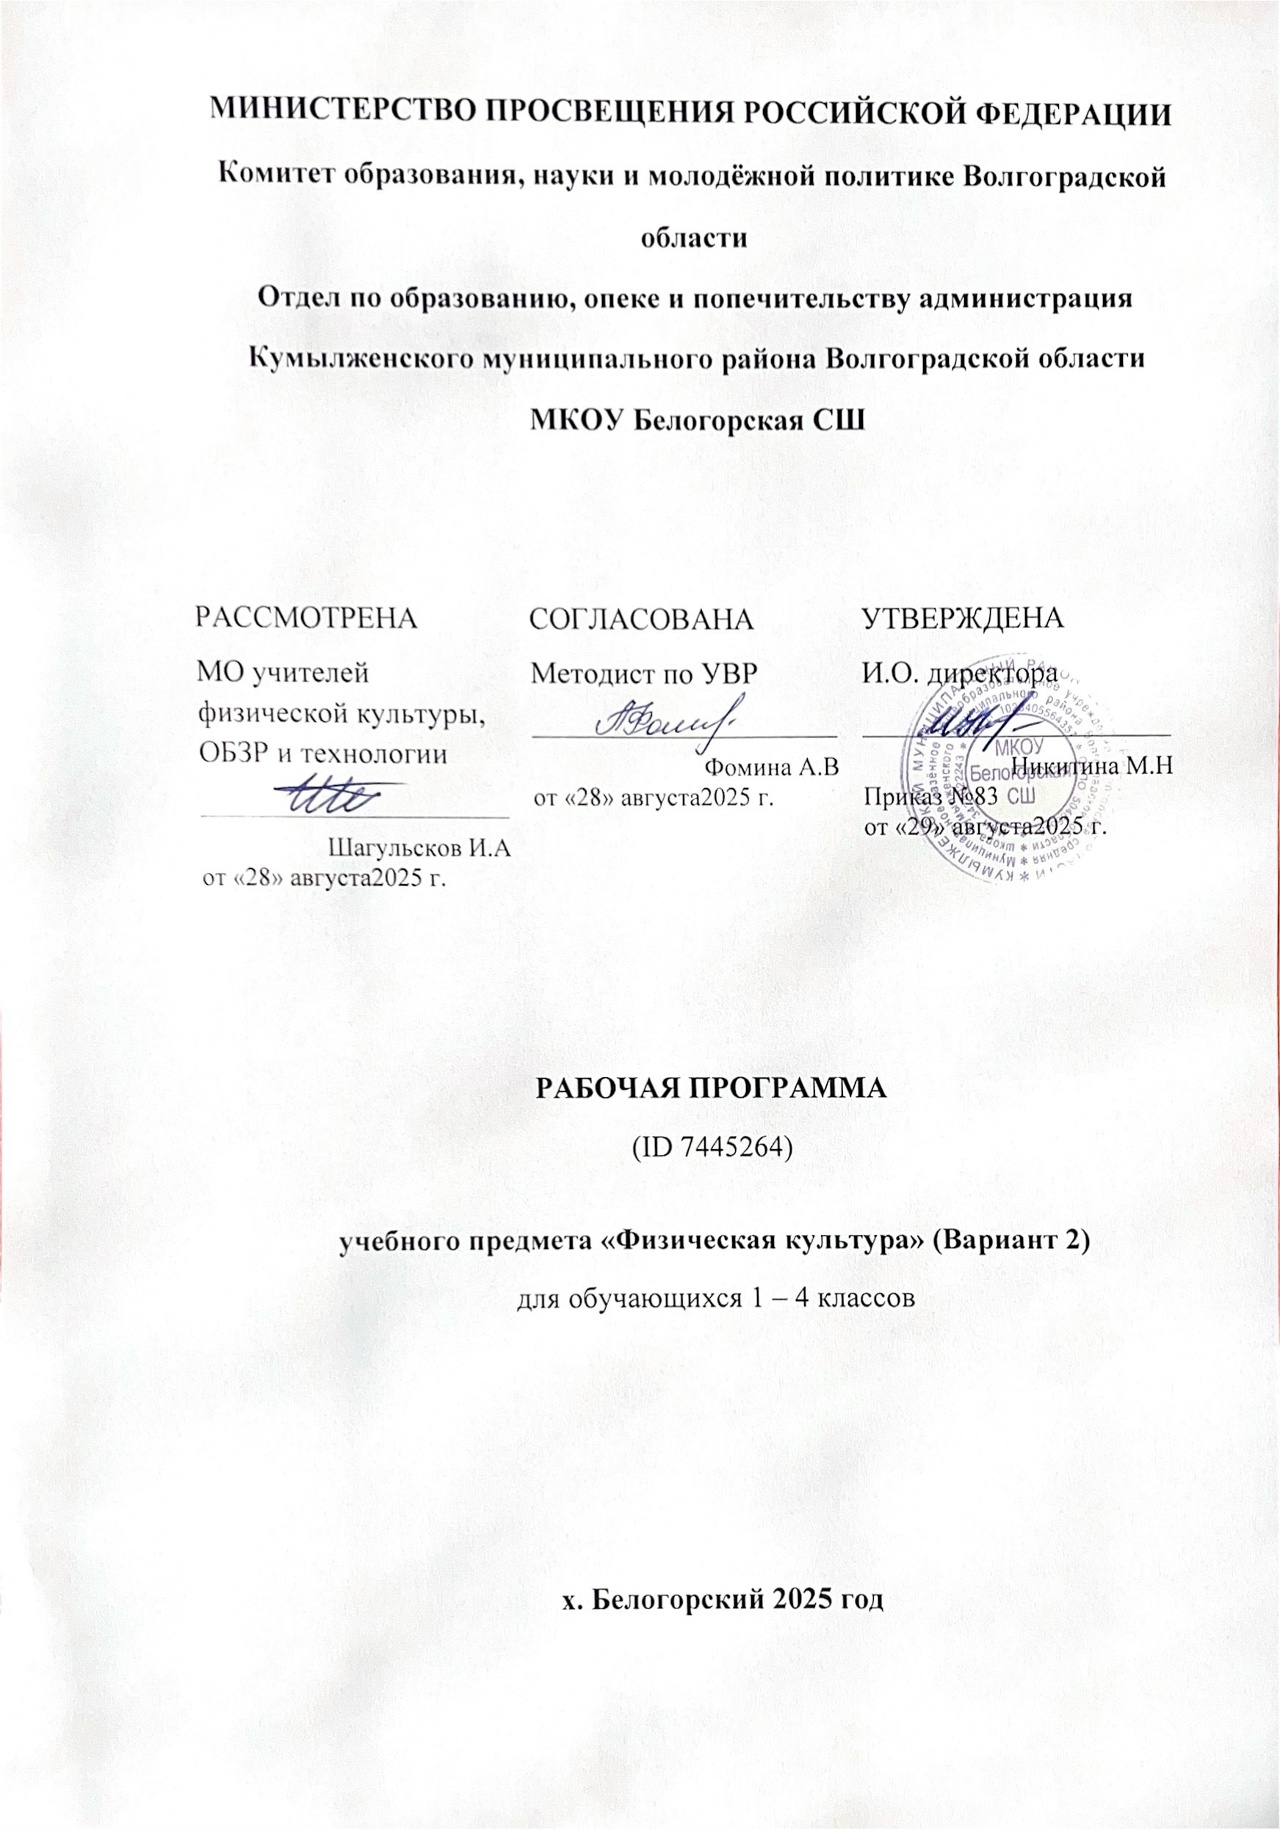 МИНИСТЕРСТВО ПРОСВЕЩЕНИЯ РОССИЙСКОЙ ФЕДЕРАЦИИ
Комитет образования, науки и молодёжной политике Волгоградской
области
Отдел по образованию, опеке и попечительству администрация
Кумылженского муниципального района Волгоградской области
МКОУ Белогорская СШ
РАССМОТРЕНА
МО учителей
физической культуры,
ОБЗР и технологии
Шагульсков И.А
от «28» августа2025 г.
СОГЛАСОВАНА
Методист по УВР
Фомина А.В
от «28» августа2025 г.
УТВЕРЖДЕНА
И.О. директора
Никитина М.Н
Приказ №83
от «29» августа2025 г.
МКОУ
Белогорская
СШ
РАБОЧАЯ ПРОГРАММА
(ID 7445264)
учебного предмета «Физическая культура» (Вариант 2)
для обучающихся 1 – 4 классов
х. Белогорский 2025 год